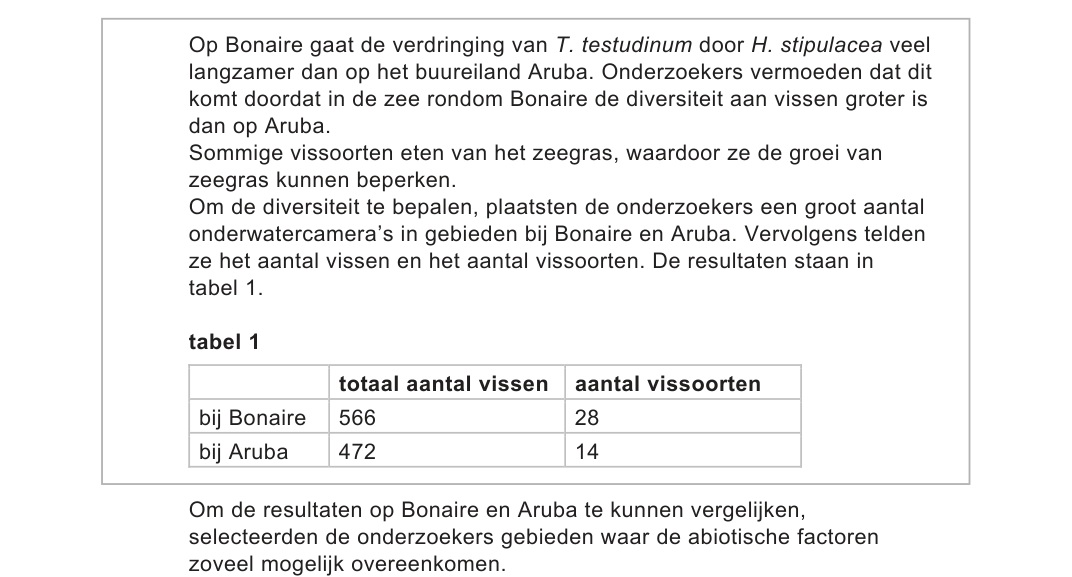 Op Bonaire gaat de verdringing van T. testudinum door H. stipulacea veel
langzamer dan op het buureiland Aruba. Onderzoekers vermoeden dat dit
komt doordat in de zee rondom Bonaire de diversiteit aan vissen groter is
dan op Aruba.
Sommige vissoorten eten van het zeegras, waardoor ze de groei van
zeegras kunnen beperken.
Om de diversiteit te bepalen, plaatsten de onderzoekers een groot aantal
onderwatercamera's in gebieden bij Bonaire en Aruba. Vervolgens telden
ze het aantal vissen en het aantal vissoorten. De resultaten staan in
tabel 1.
tabel 1
totaal aantal vissen aantal vissoorten
bij Bonaire 566 28
bij Aruba 472 14
Om de resultaten op Bonaire en Aruba te kunnen vergelijken,
selecteerden de onderzoekers gebieden waar de abiotische factoren
zoveel mogelijk overeenkomen.